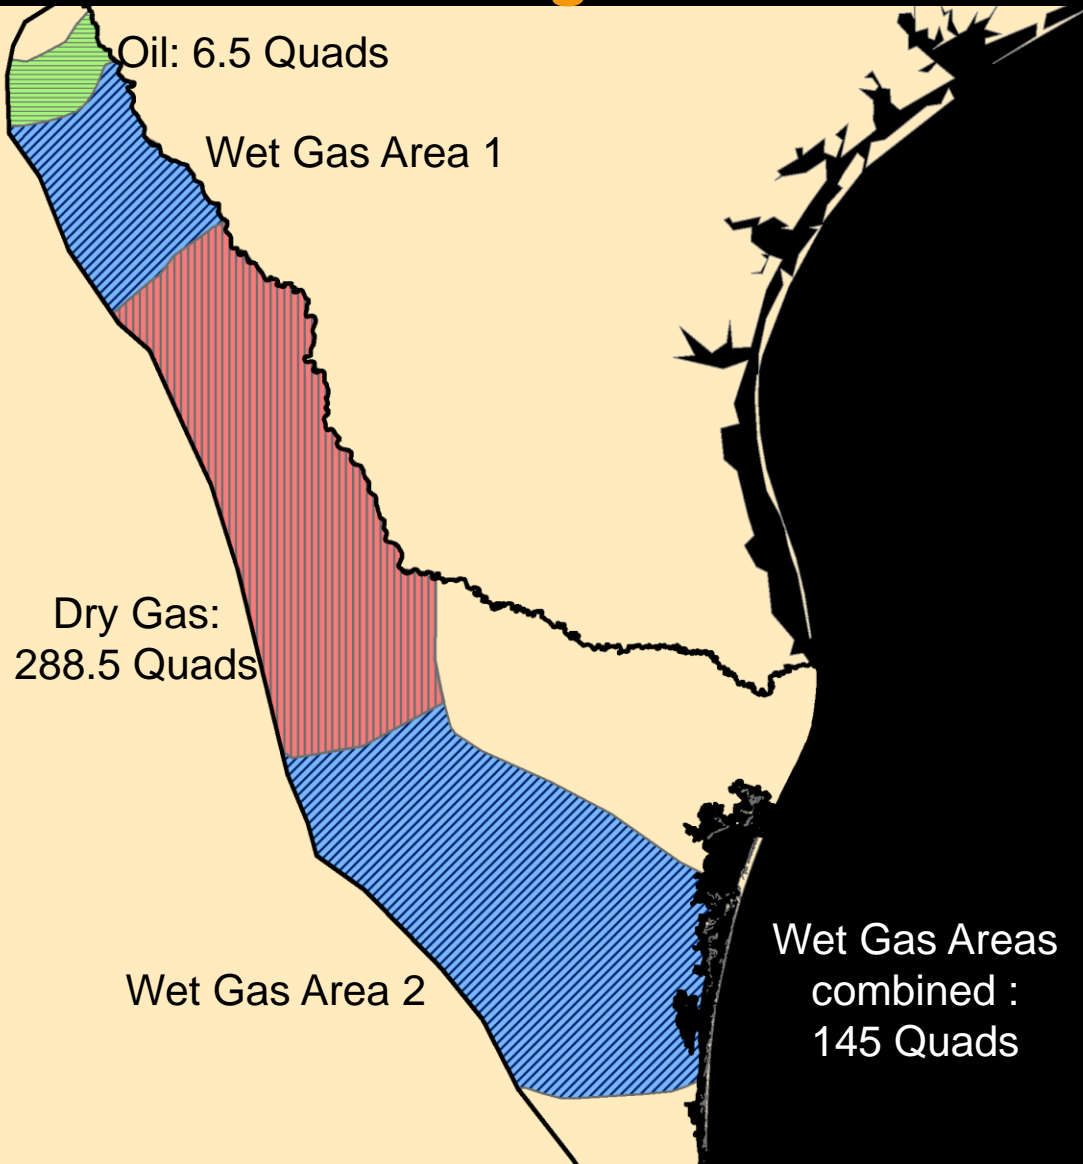 Oil: 6.5 Quads
Wet Gas Area 1
Dry Gas:
288.5 Quads
Wet Gas Area 2
Wet Gas Areas
combined :
145 Quads